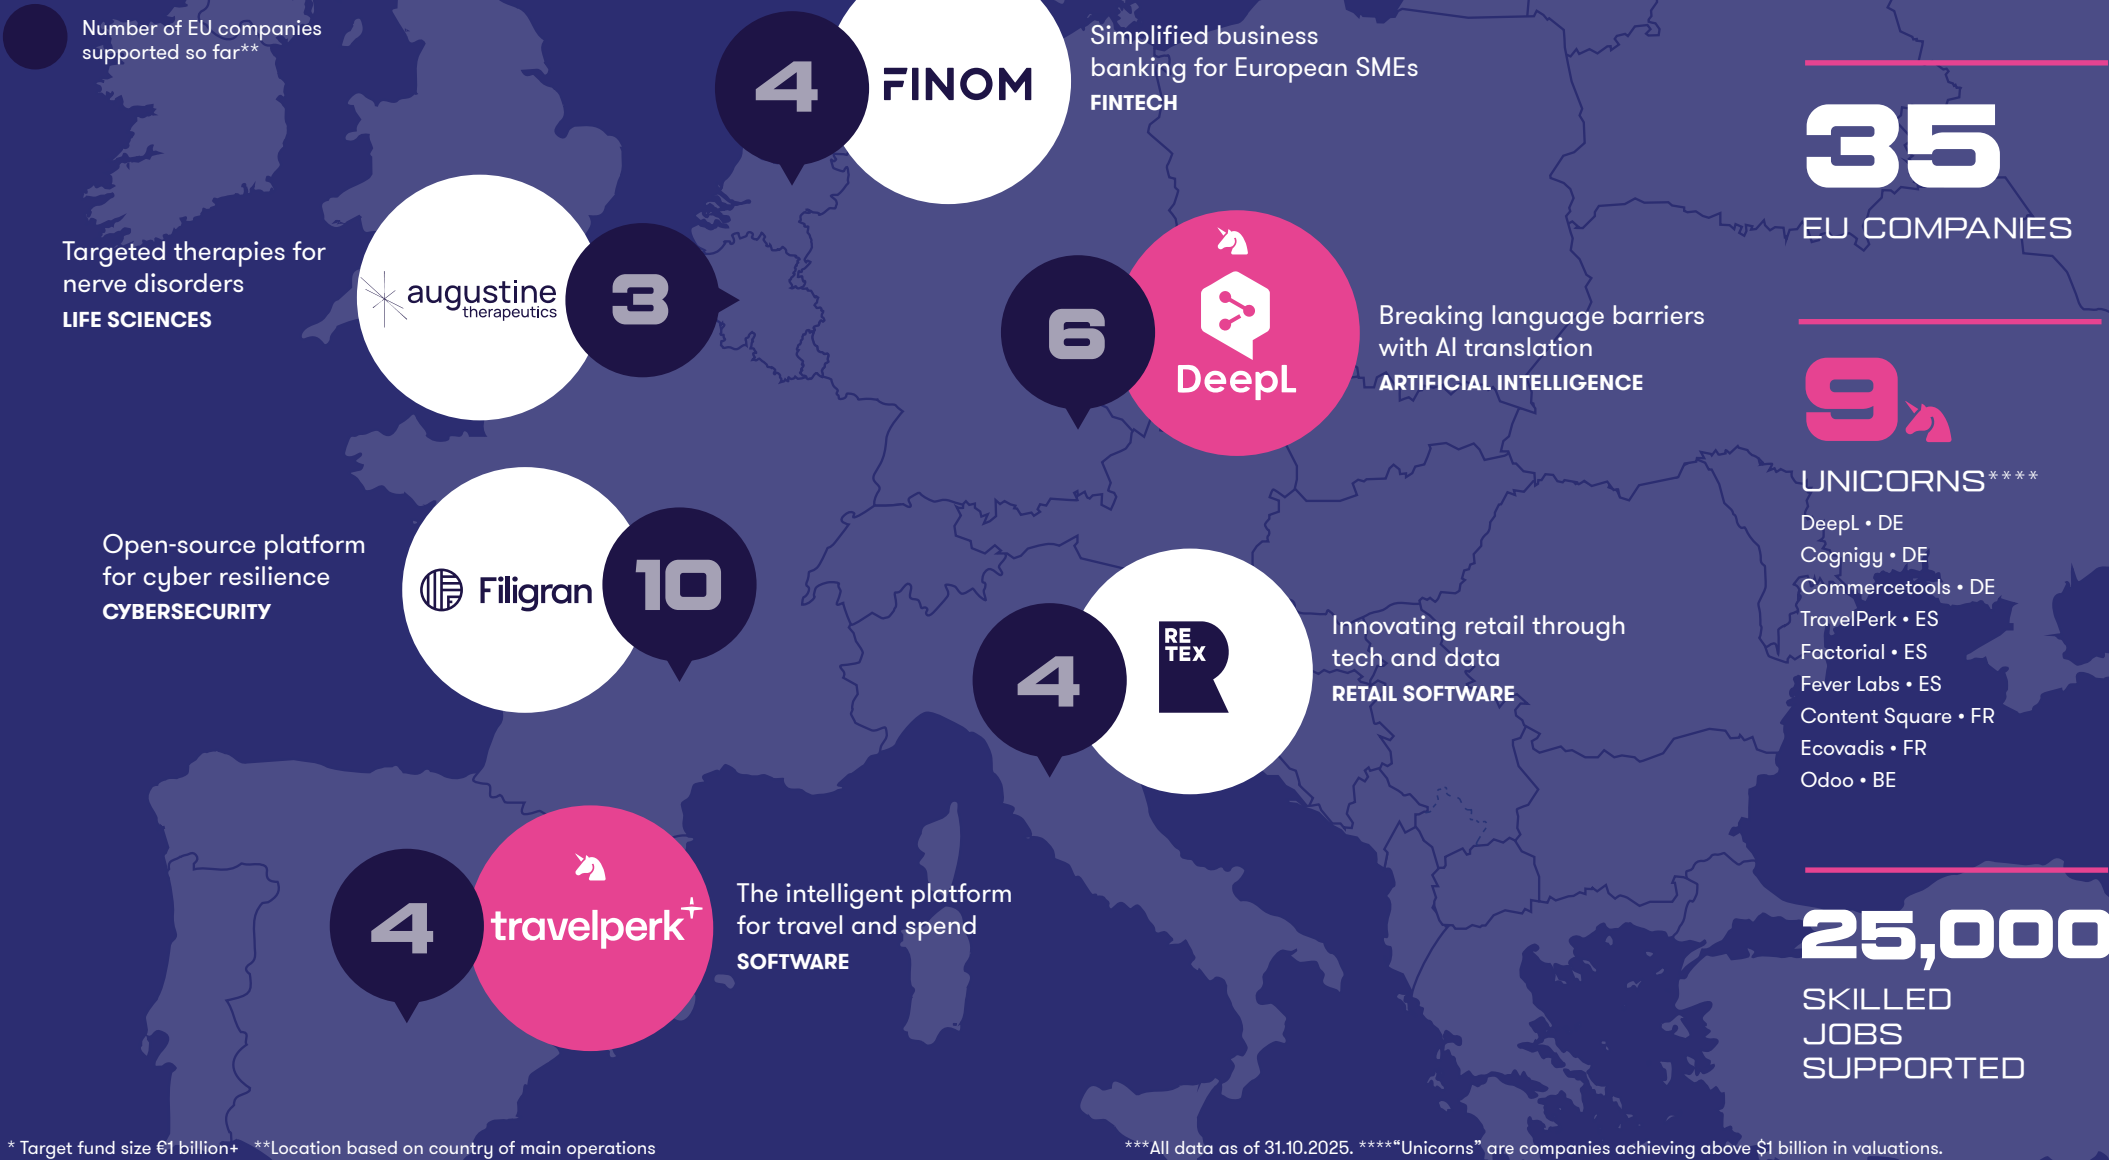 Number of EU companies
supported so far**
4
FINOM
Simplified business
banking for European SMEs
FINTECH
Targeted therapies for
nerve disorders
LIFE SCIENCES
augustine
therapeutics
3
6
DeepL
Breaking language barriers
with AI translation
ARTIFICIAL INTELLIGENCE
Open-source platform
for cyber resilience
CYBERSECURITY
Filigran
10
4
RE
TEX
Innovating retail through
tech and data
RETAIL SOFTWARE
4
travelperk
The intelligent platform
for travel and spend
SOFTWARE
35
EU COMPANIES
9
UNICORNS****
DeepL • DE
Cognigy • DE
Commercetools • DE
TravelPerk • ES
Factorial • ES
Fever Labs • ES
Content Square • FR
Ecovadis • FR
Odoo • BE
25,000
SKILLED
JOBS
SUPPORTED
* Target fund size €1 billion+ **Location based on country of main operations
***All data as of 31.10.2025. ****“Unicorns” are companies achieving above $1 billion in valuations.